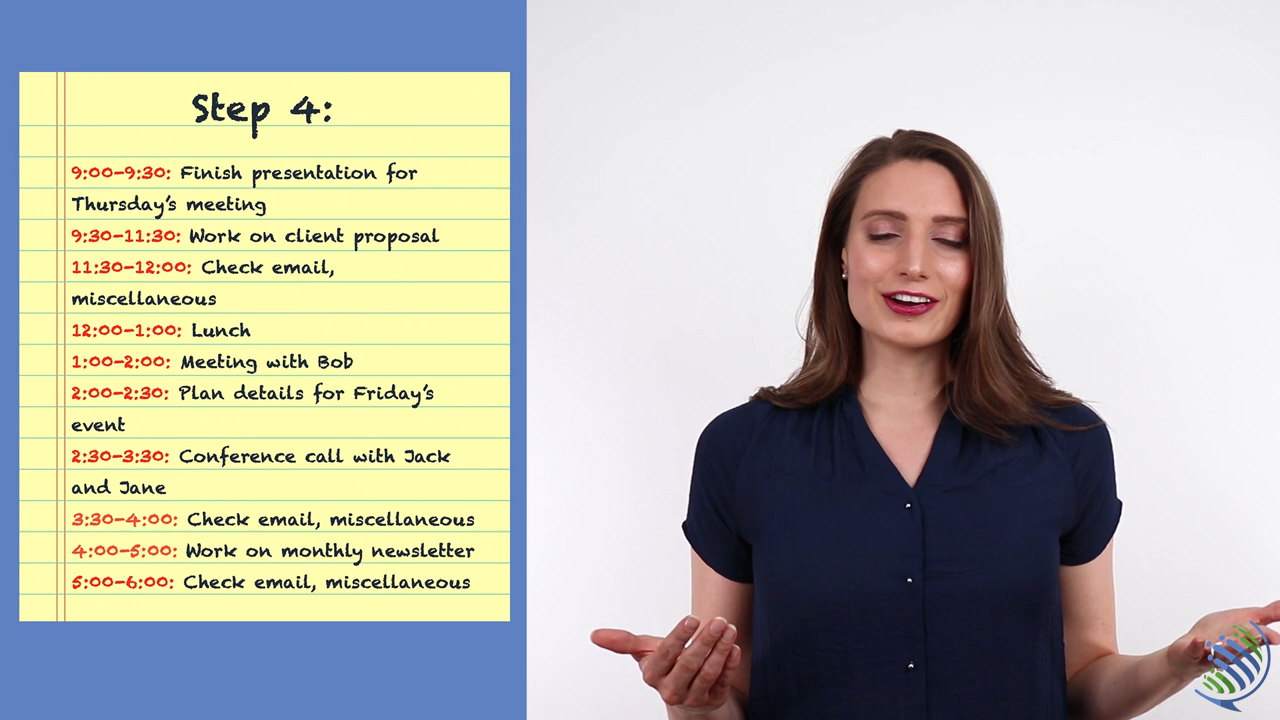 Step 4:
9:00-9:30: Finish presentation for
Thursday's meeting
9:30-11:30: Work on client proposal
11:30-12:00: Check email,
miscellaneous
12:00-1:00: Lunch
1:00-2:00: Meeting with Bob
2:00-2:30: Plan details for Friday's
event
2:30-3:30: Conference call with Jack
and Jane
3:30-4:00: Check email, miscellaneous
4:00-5:00: Work on monthly newsletter
5:00-6:00: Check email, miscellaneous